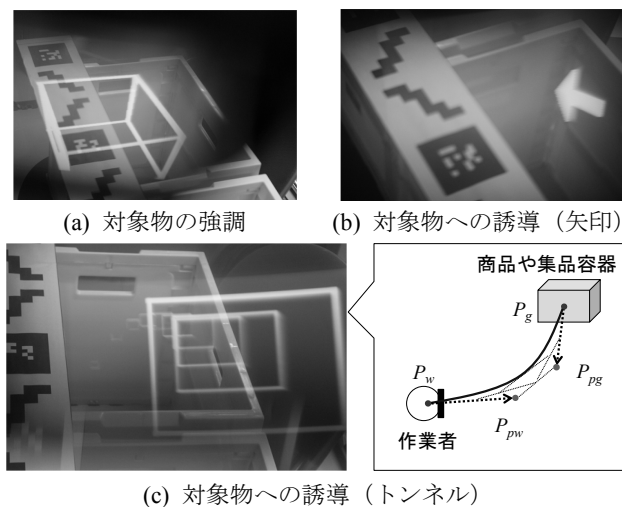 (a) 対象物の強調
(b) 対象物への誘導（矢印）
商品や集品容器
P_g
P_w
P_pg
作業者
P_pw
(c) 対象物への誘導（トンネル）